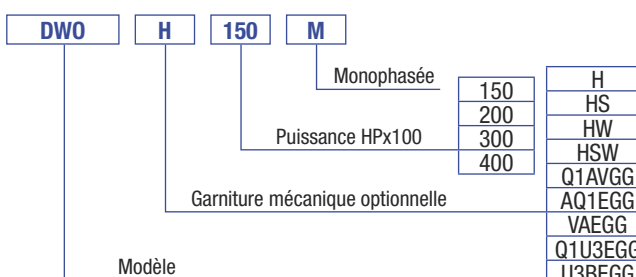 DWO H 150 M
Monophasée
150
200
300
400
Puissance HPx100
H
HS
HW
HSW
Q1AVGG
AQ1EGG
VAEGG
Q1U3EGG
U3BEGG
Garniture mécanique optionnelle
Modèle